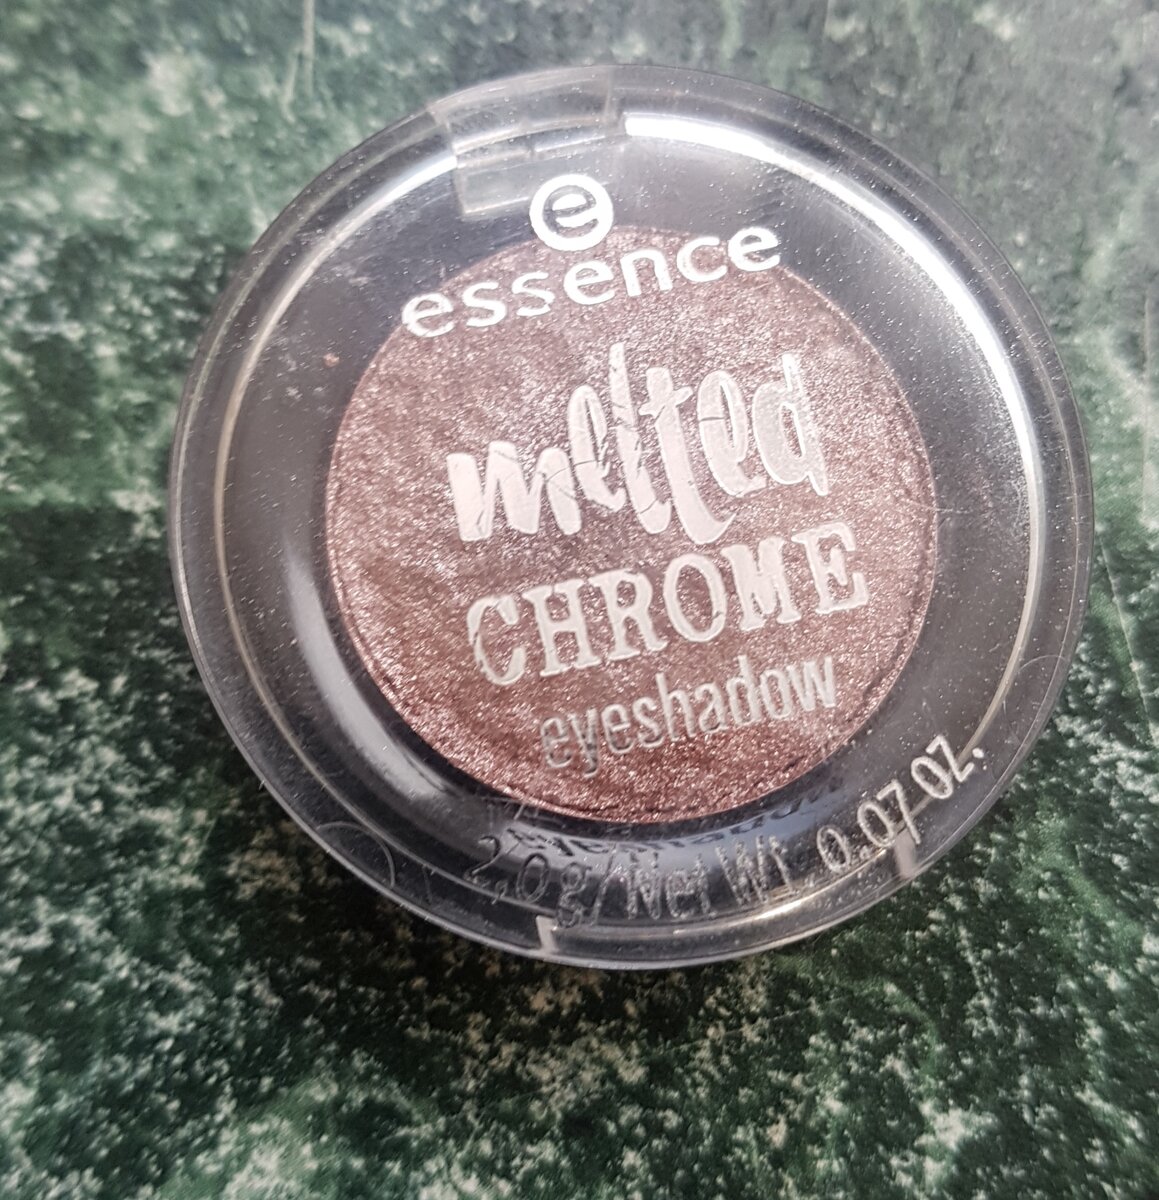 e
essence
melted
CHROME
eyeshadow
2,0 g/Net Wt. 0.07 oz.